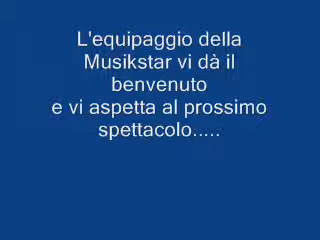 L'equipaggio della
Musikstar vi dà il
benvenuto
e vi aspetta al prossimo
spettacolo.....